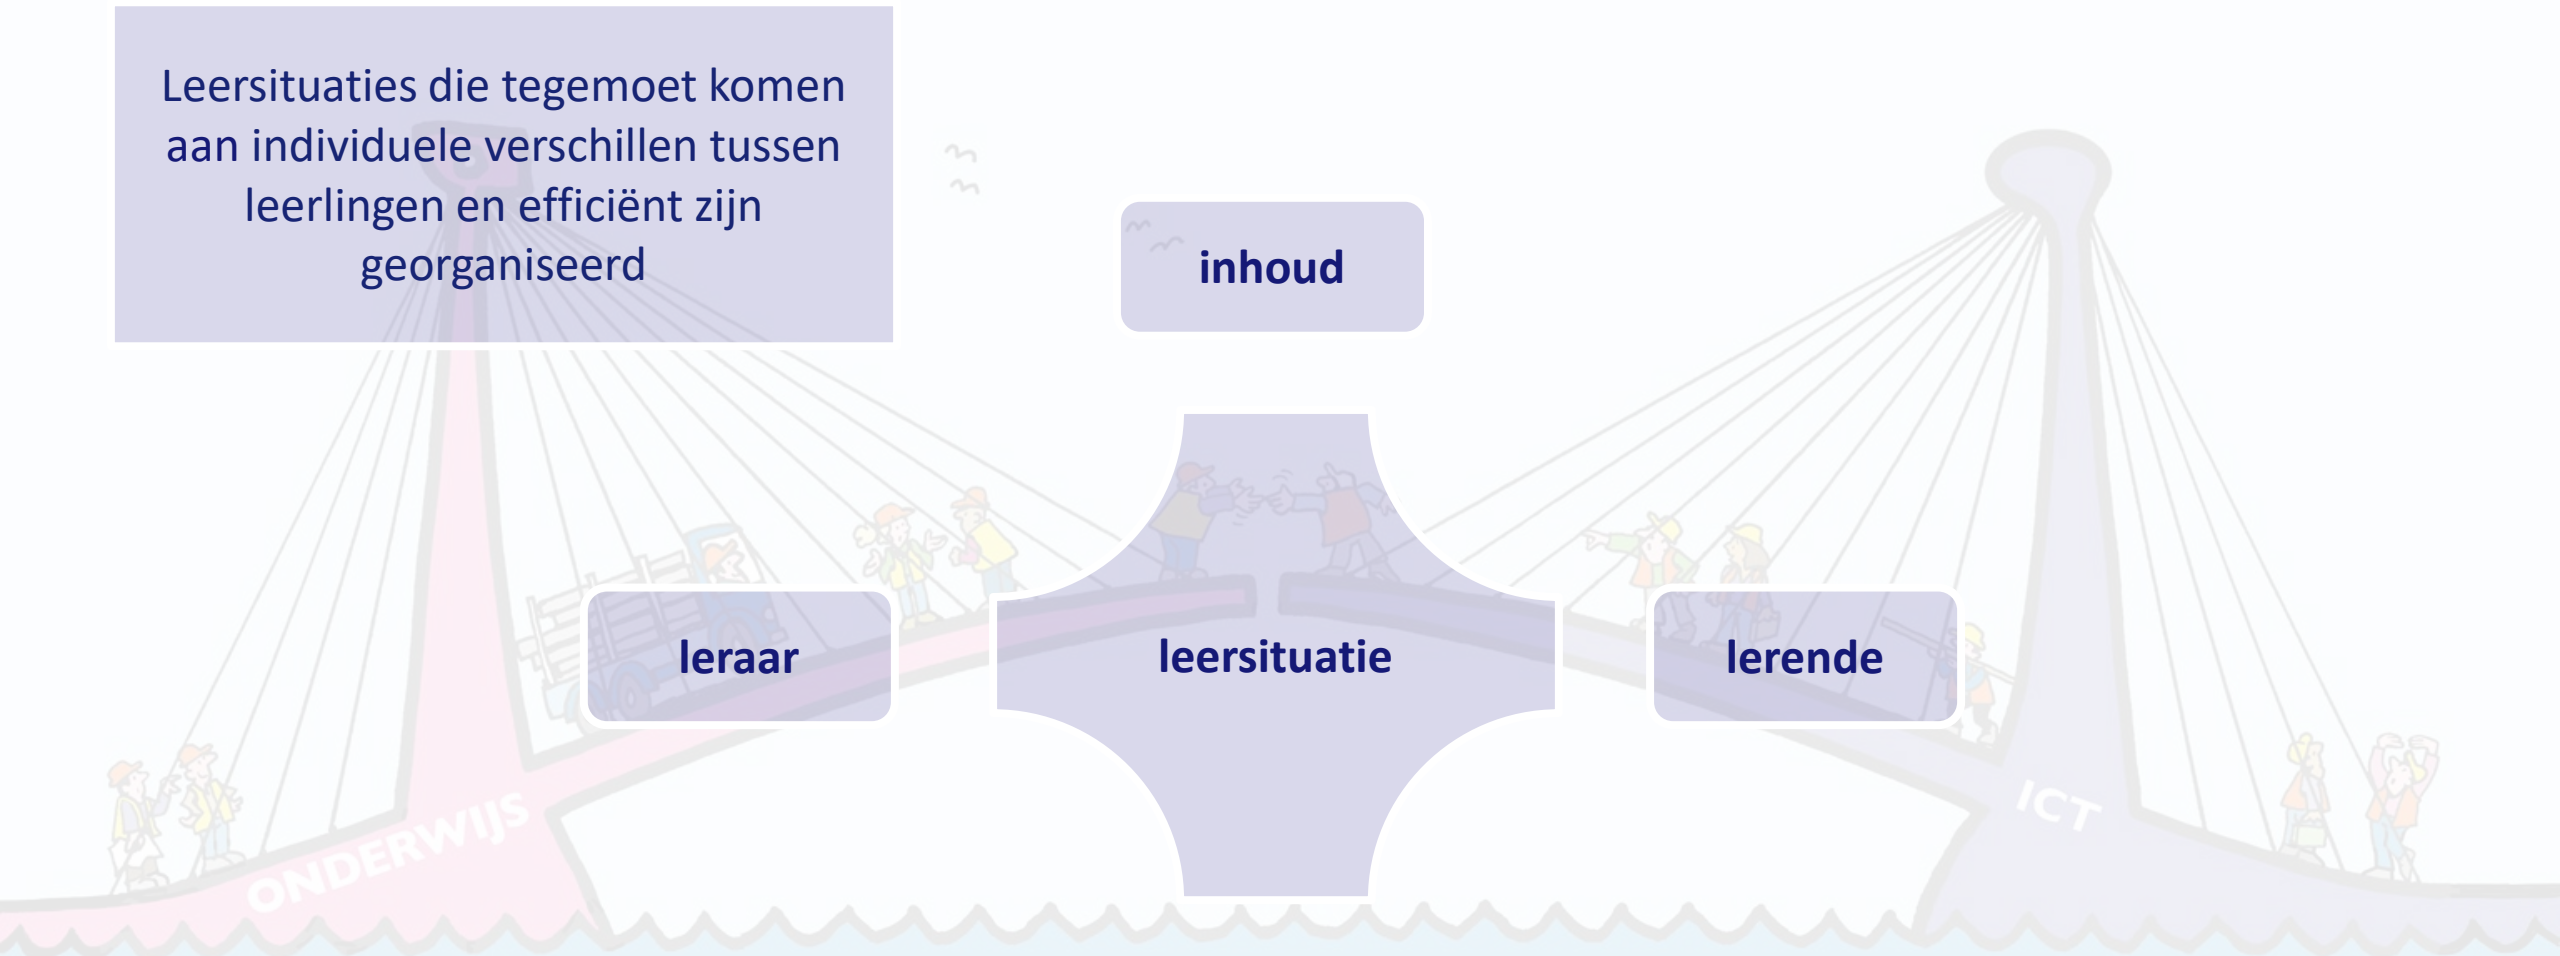 Leersituaties die tegemoet komen
aan individuele verschillen tussen
leerlingen en efficiënt zijn
georganiseerd
inhoud
leraar
leersituatie
lerende
ONDERWIJS
ICT